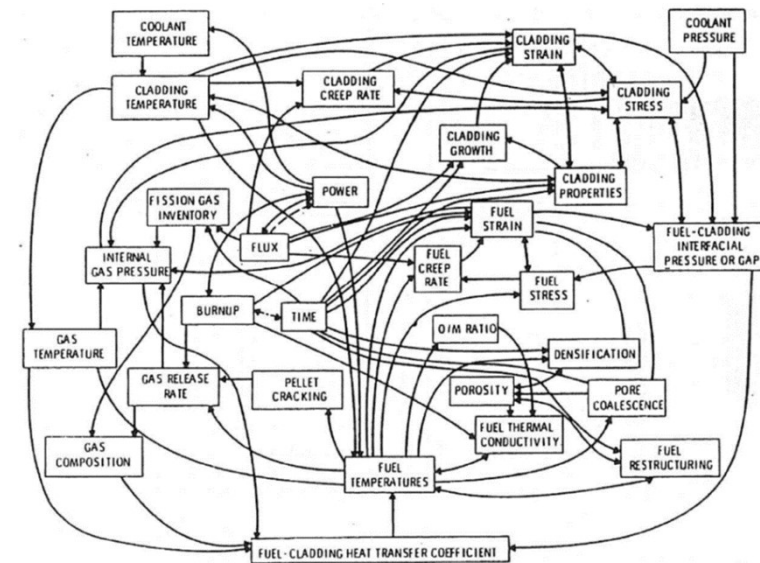 COOLANT
TEMPERATURE
CLADDING
STRAIN
COOLANT
PRESSURE
CLADDING
TEMPERATURE
CLADDING
CREEP RATE
CLADDING
STRESS
CLADDING
GROWTH
CLADDING
PROPERTIES
POWER
FISSION GAS
INVENTORY
FUEL
STRAIN
FUEL-CLADDING
INTERFACIAL
PRESSURE OR GAP
INTERNAL
GAS PRESSURE
FLUX
FUEL
CREEP
RATE
FUEL
STRESS
BURNUP
TIME
O/M RATIO
GAS
TEMPERATURE
DENSIFICATION
GAS RELEASE
RATE
PELLET
CRACKING
POROSITY
PORE
COALESCENCE
FUEL THERMAL
CONDUCTIVITY
GAS
COMPOSITION
FUEL
TEMPERATURES
FUEL
RESTRUCTURING
FUEL-CLADDING HEAT TRANSFER COEFFICIENT